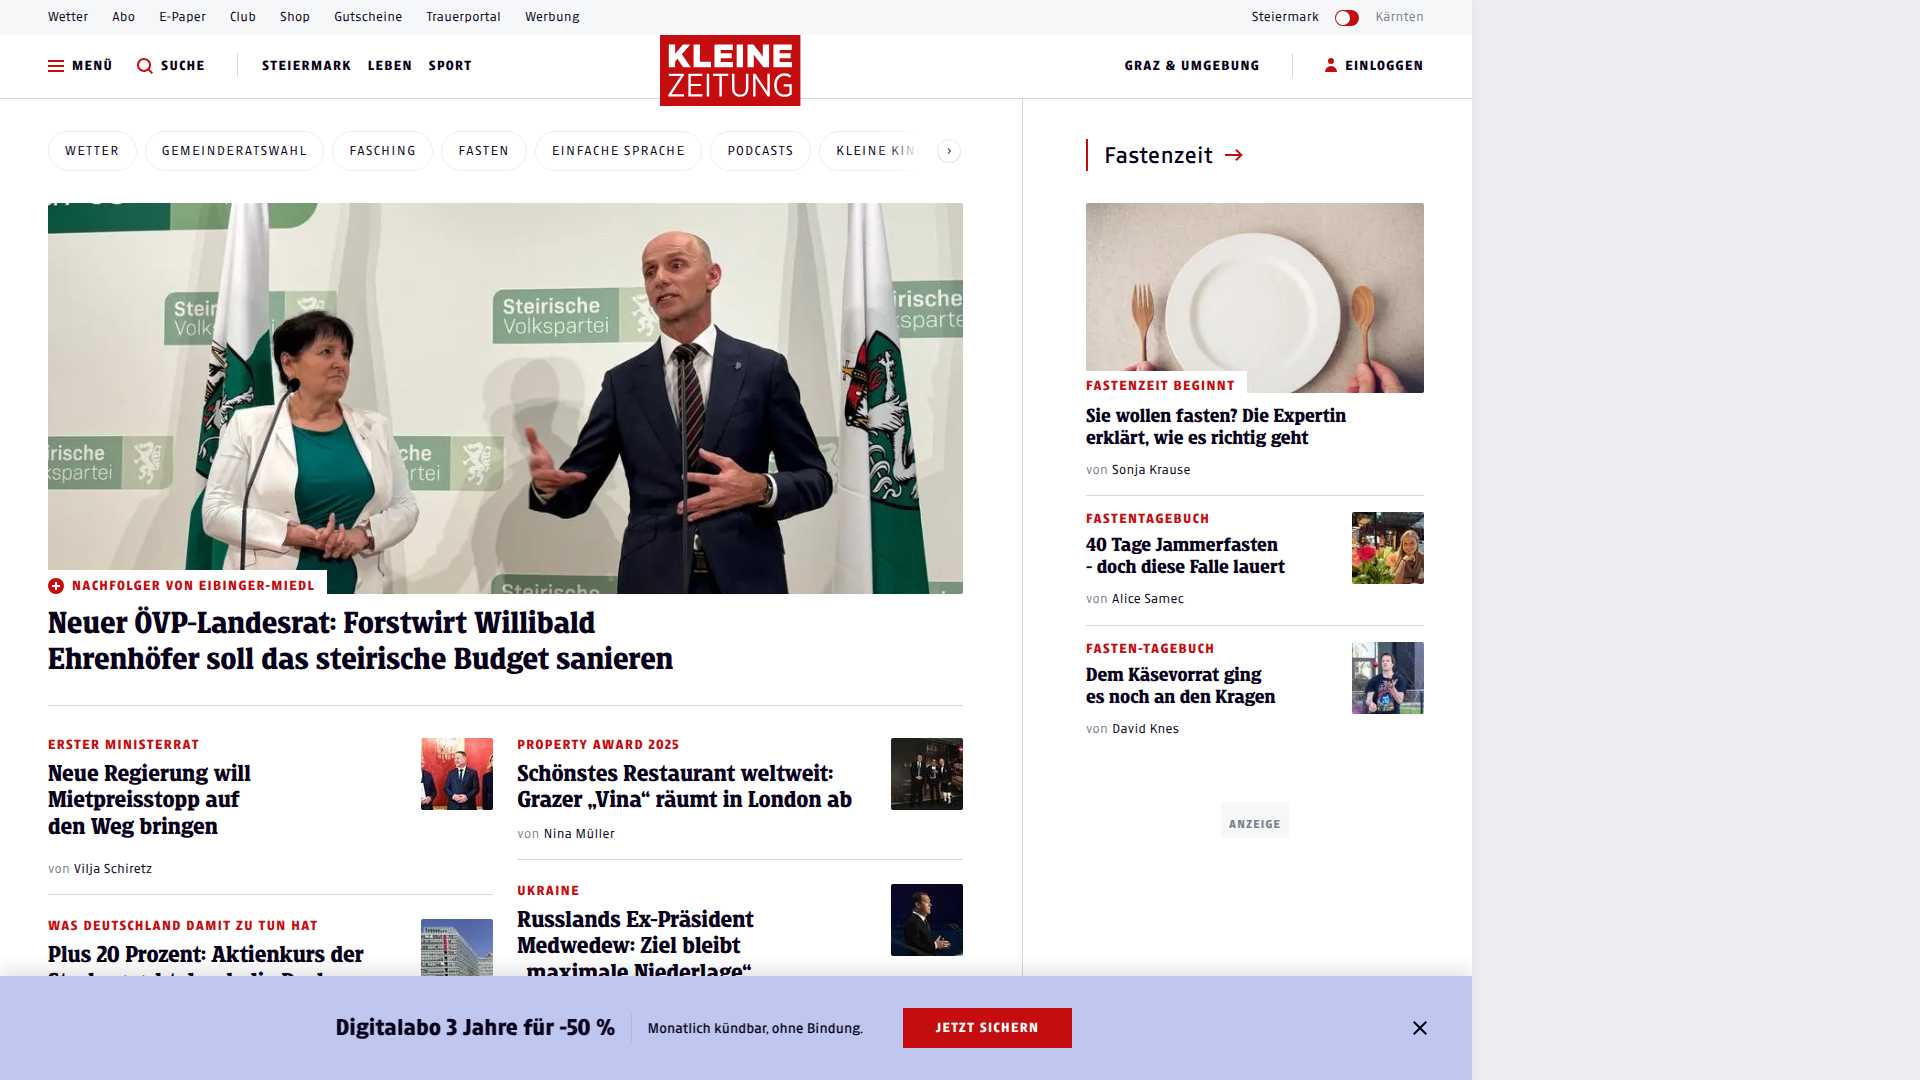 Wetter Abo E-Paper Club Shop Gutscheine Trauerportal Werbung Steiermark Kärnten
MENÜ SUCHE STEIERMARK LEBEN SPORT KLEINE ZEITUNG GRAZ & UMGEBUNG EINLOGGEN
WETTER GEMEINDERATSWAHL FASCHING FASTEN EINFACHE SPRACHE PODCASTS KLEINE
Steirische
Volkspartei
Steirische
Volkspartei
NACHFOLGER VON EIBINGER-MIEDL
Neuer ÖVP-Landesrat: Forstwirt Willibald
Ehrenhöfer soll das steirische Budget sanieren
ERSTER MINISTERRAT
Neue Regierung will
Mietpreisstopp auf
den Weg bringen
von Vilja Schiretz
WAS DEUTSCHLAND DAMIT ZU TUN HAT
Plus 20 Prozent: Aktienkurs der
PROPERTY AWARD 2025
Schönstes Restaurant weltweit:
Grazer „Vina“ räumt in London ab
von Nina Müller
UKRAINE
Russlands Ex-Präsident
Medwedew: Ziel bleibt
„maximale Niederlage“
Fastenzeit
FASTENZEIT BEGINNT
Sie wollen fasten? Die Expertin
erklärt, wie es richtig geht
von Sonja Krause
FASTENTAGEBUCH
40 Tage Jammerfasten
- doch diese Falle lauert
von Alice Samec
FASTEN-TAGEBUCH
Dem Käsevorrat ging
es noch an den Kragen
von David Knes
ANZEIGE
Digitalabo 3 Jahre für -50 % Monatlich kündbar, ohne Bindung. JETZT SICHERN